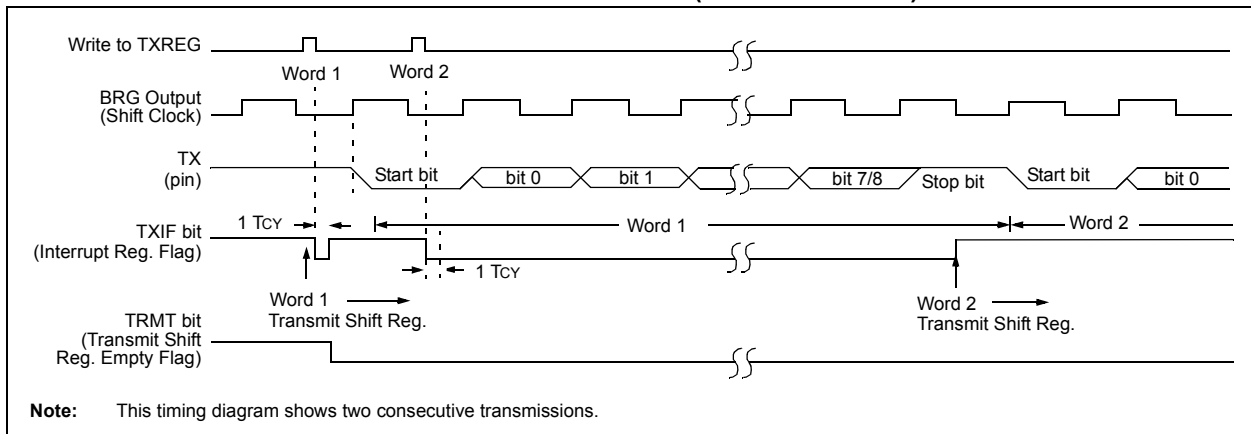 Write to TXREG
Word 1
Word 2
BRG Output
(Shift Clock)
TX
(pin)
Start bit
bit 0
bit 1
bit 7/8
Stop bit
Start bit
bit 0
1 TCY
TXIF bit
(Interrupt Reg. Flag)
Word 1
Word 2
1 TCY
Word 1
Transmit Shift Reg.
Word 2
Transmit Shift Reg.
TRMT bit
(Transmit Shift
Reg. Empty Flag)
Note: This timing diagram shows two consecutive transmissions.